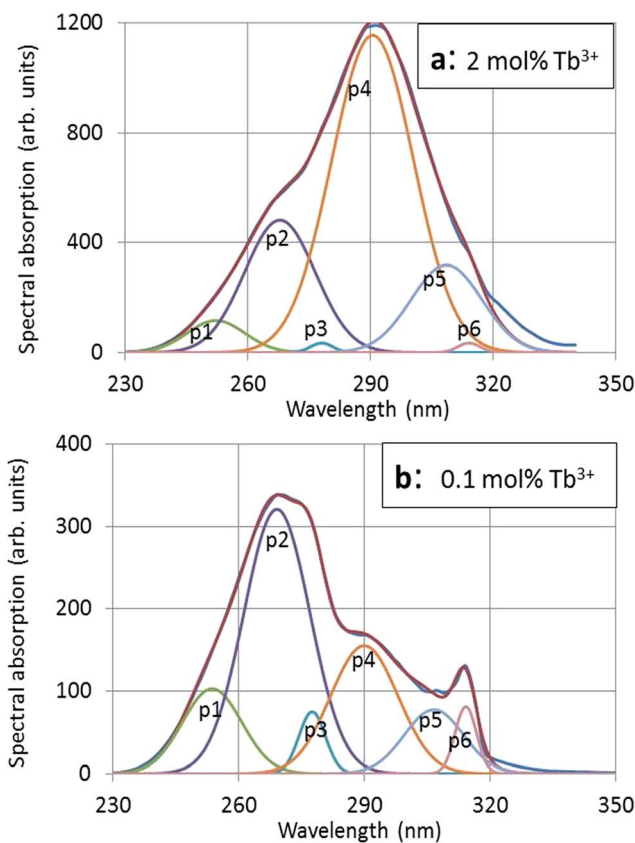 1200
a: 2 mol% Tb³⁺
p4
800
Spectral absorption (arb. units)
400
p2
p5
p1
p3
p6
0
230
260
290
320
350
Wavelength (nm)
400
b: 0.1 mol% Tb³⁺
300
p2
Spectral absorption (arb. units)
200
p4
100
p1
p3
p5
p6
0
230
260
290
320
350
Wavelength (nm)